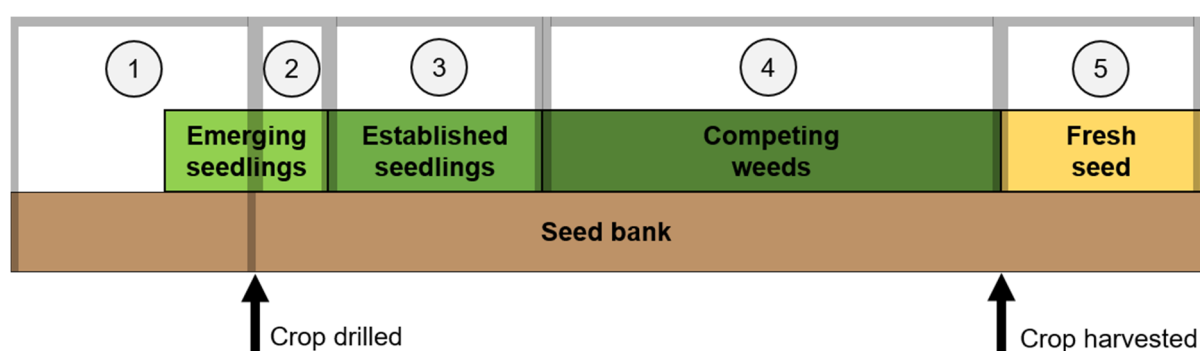 1
2
3
4
5
Emerging
seedlings
Established
seedlings
Competing
weeds
Fresh
seed
Seed bank
Crop drilled
Crop harvested